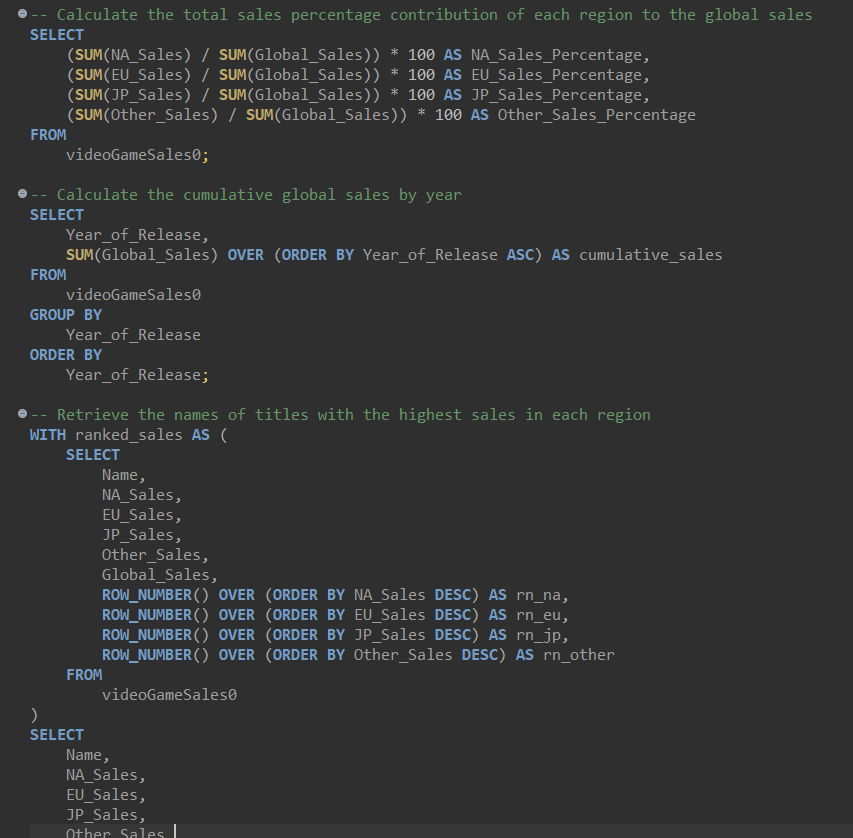 -- Calculate the total sales percentage contribution of each region to the global sales
SELECT
    (SUM(NA_Sales) / SUM(Global_Sales)) * 100 AS NA_Sales_Percentage,
    (SUM(EU_Sales) / SUM(Global_Sales)) * 100 AS EU_Sales_Percentage,
    (SUM(JP_Sales) / SUM(Global_Sales)) * 100 AS JP_Sales_Percentage,
    (SUM(Other_Sales) / SUM(Global_Sales)) * 100 AS Other_Sales_Percentage
FROM
    videoGameSales0;
-- Calculate the cumulative global sales by year
SELECT
    Year_of_Release,
    SUM(Global_Sales) OVER (ORDER BY Year_of_Release ASC) AS cumulative_sales
FROM
    videoGameSales0
GROUP BY
    Year_of_Release
ORDER BY
    Year_of_Release;
-- Retrieve the names of titles with the highest sales in each region
WITH ranked_sales AS (
    SELECT
        Name,
        NA_Sales,
        EU_Sales,
        JP_Sales,
        Other_Sales,
        Global_Sales,
        ROW_NUMBER() OVER (ORDER BY NA_Sales DESC) AS rn_na,
        ROW_NUMBER() OVER (ORDER BY EU_Sales DESC) AS rn_eu,
        ROW_NUMBER() OVER (ORDER BY JP_Sales DESC) AS rn_jp,
        ROW_NUMBER() OVER (ORDER BY Other_Sales DESC) AS rn_other
    FROM
        videoGameSales0
)
SELECT
    Name,
    NA_Sales,
    EU_Sales,
    JP_Sales,
    Other_Sales